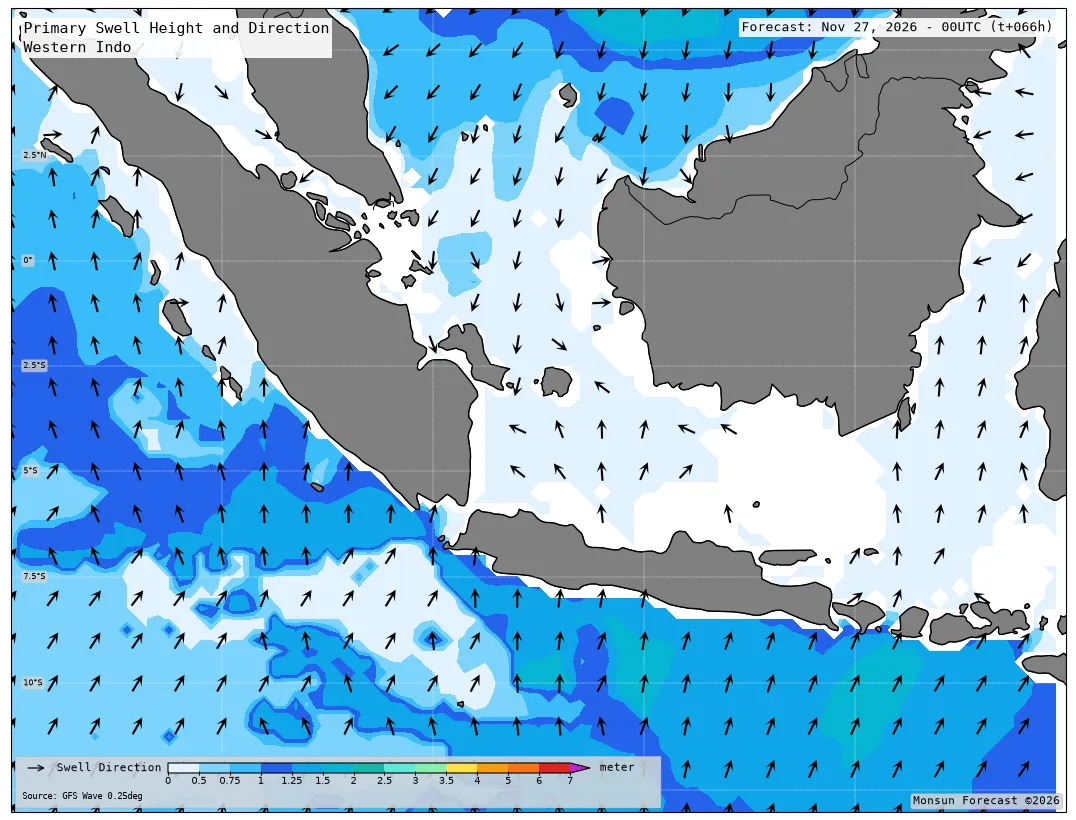 Primary Swell Height and Direction
Western Indo
Forecast: Nov 27, 2026 - 00UTC (t+066h)
2.5°N
0°
2.5°S
5°S
7.5°S
10°S
Swell Direction
0 0.5 0.75 1 1.25 1.5 2 2.5 3 3.5 4 5 6 7
meter
Source: GFS Wave 0.25deg
Monsun Forecast ©2026